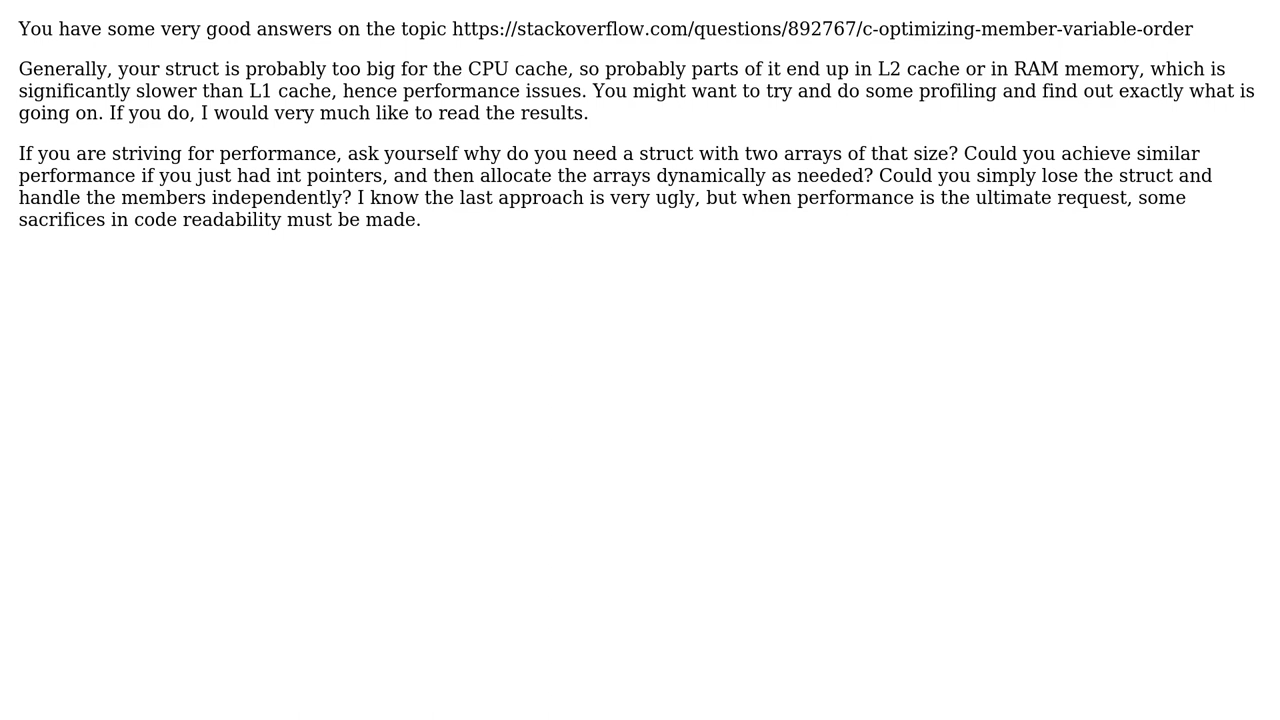 You have some very good answers on the topic https://stackoverflow.com/questions/892767/c-optimizing-member-variable-order
Generally, your struct is probably too big for the CPU cache, so probably parts of it end up in L2 cache or in RAM memory, which is
significantly slower than L1 cache, hence performance issues. You might want to try and do some profiling and find out exactly what is
going on. If you do, I would very much like to read the results.
If you are striving for performance, ask yourself why do you need a struct with two arrays of that size? Could you achieve similar
performance if you just had int pointers, and then allocate the arrays dynamically as needed? Could you simply lose the struct and
handle the members independently? I know the last approach is very ugly, but when performance is the ultimate request, some
sacrifices in code readability must be made.